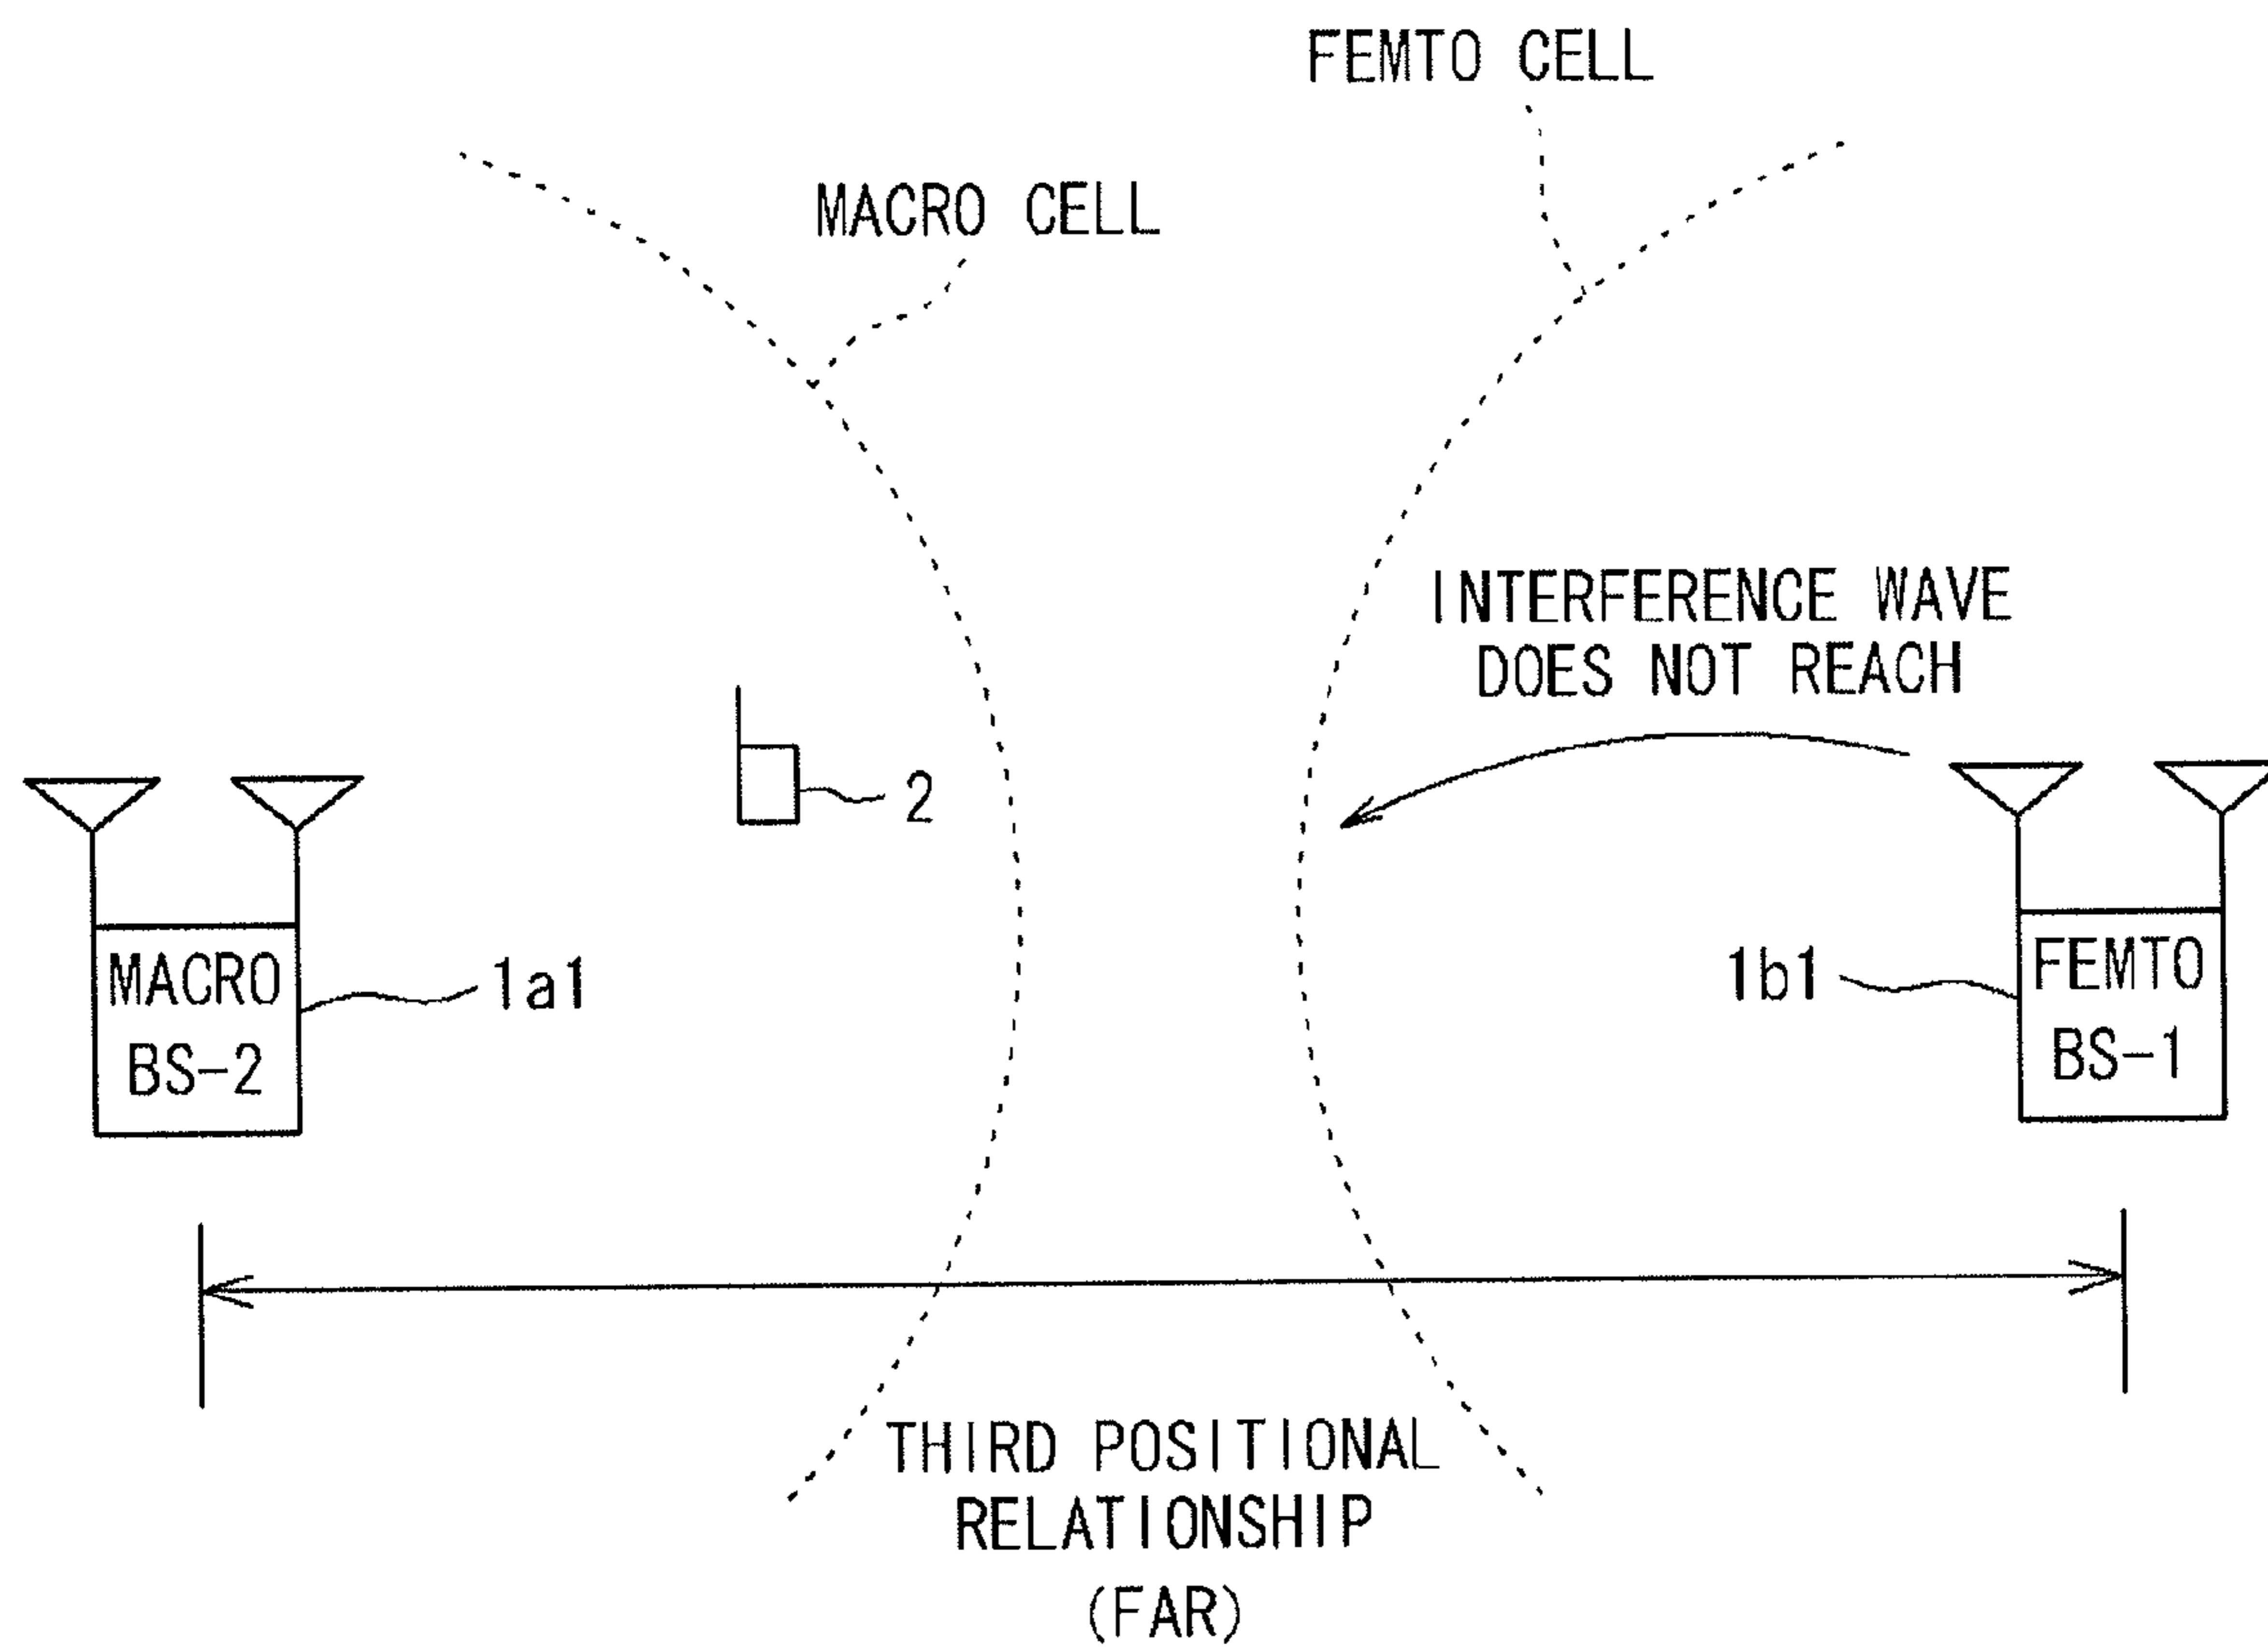 FEMTO CELL
MACRO CELL
INTERFERENCE WAVE
DOES NOT REACH
2
MACRO
BS-2
1a1
1b1
FEMTO
BS-1
THIRD POSITIONAL
RELATIONSHIP
(FAR)